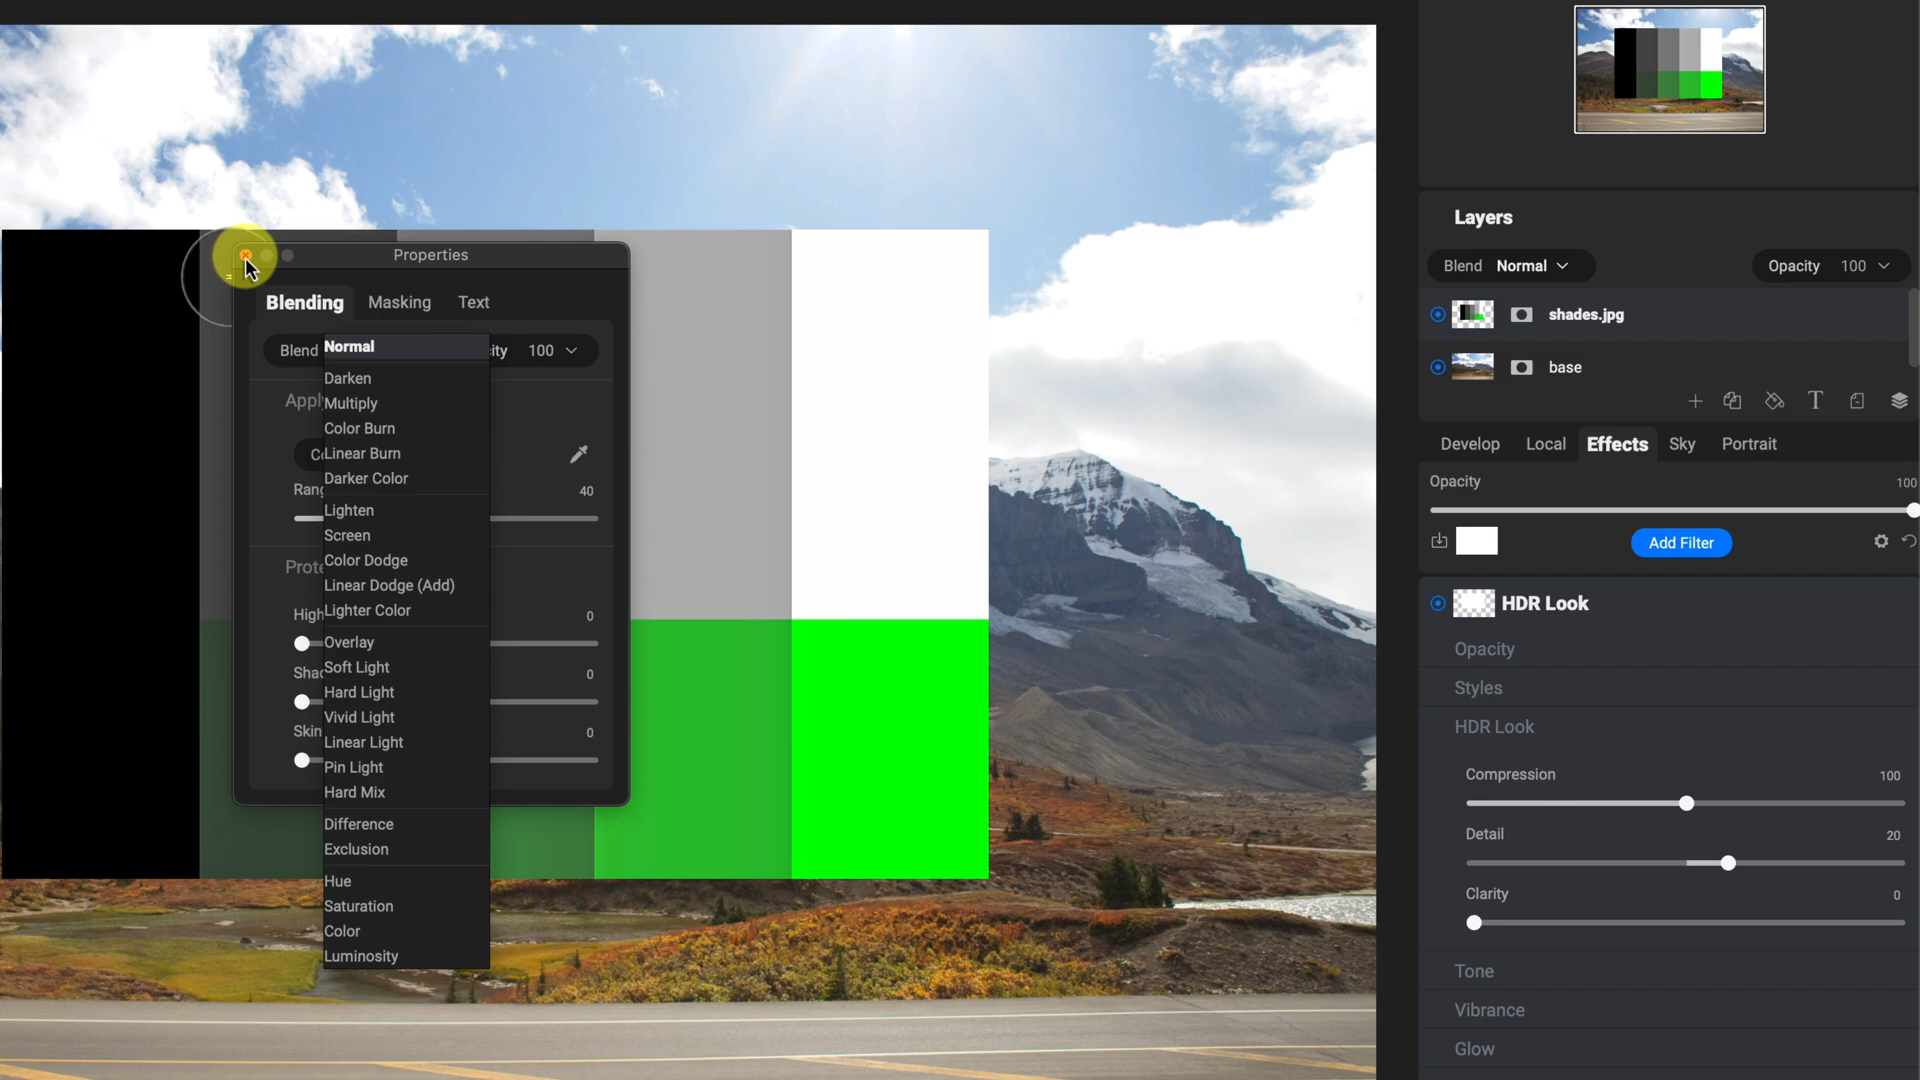 Properties
Blending Masking Text
Blend ity 100
Normal
Darken
Multiply
Color Burn
Linear Burn
Darker Color
Lighten
Screen
Color Dodge
Linear Dodge (Add)
Lighter Color
Overlay
Soft Light
Hard Light
Vivid Light
Linear Light
Pin Light
Hard Mix
Difference
Exclusion
Hue
Saturation
Color
Luminosity
Apply
40
Prote
High 0
0
Skin 0
Layers
Blend Normal Opacity 100
shades.jpg
base
Develop Local Effects Sky Portrait
Opacity 100
Add Filter
HDR Look
Opacity
Styles
HDR Look
Compression 100
Detail 20
Clarity 0
Tone
Vibrance
Glow